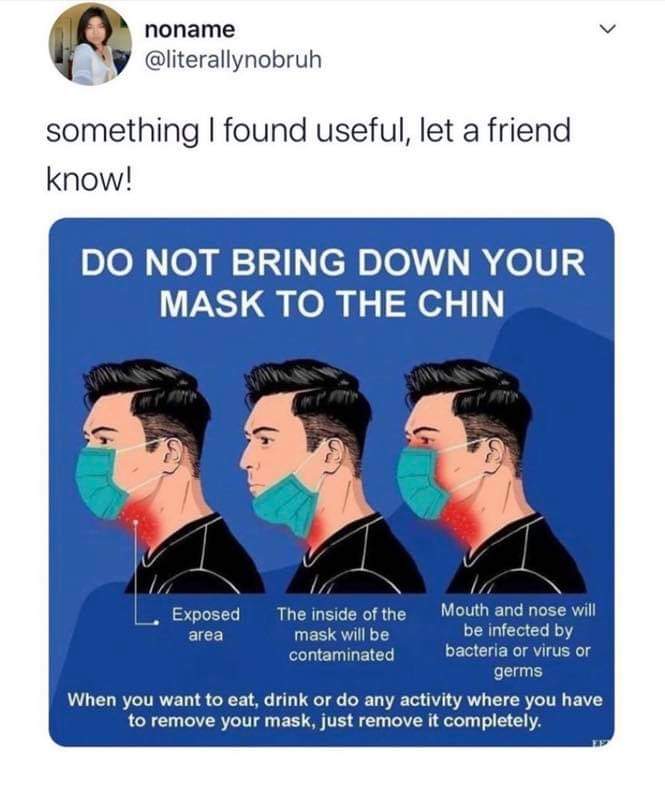 noname
@literallynobruh
something I found useful, let a friend
know!
DO NOT BRING DOWN YOUR
MASK TO THE CHIN
Exposed
area
The inside of the
mask will be
contaminated
Mouth and nose will
be infected by
bacteria or virus or
germs
When you want to eat, drink or do any activity where you have
to remove your mask, just remove it completely.